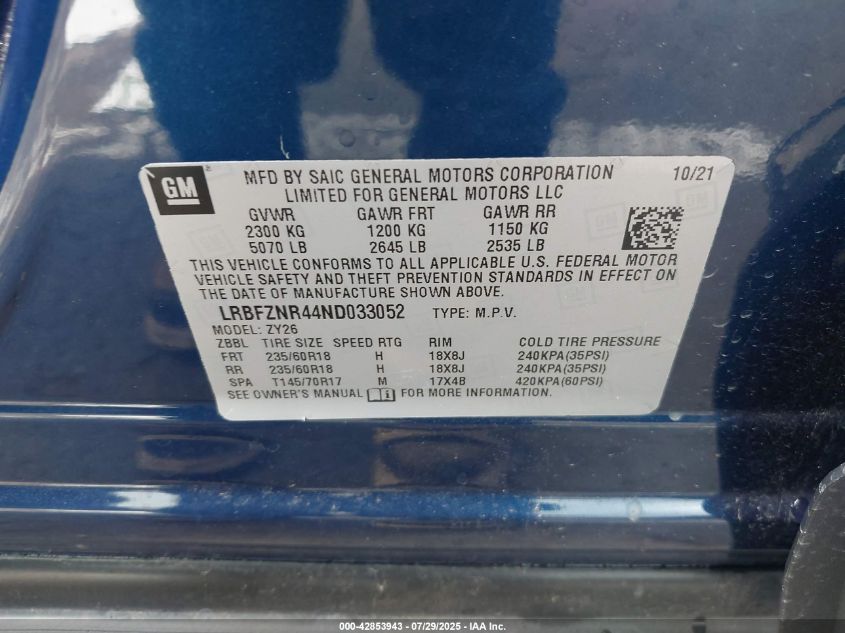 GM
MFD BY SAIC GENERAL MOTORS CORPORATION 10/21
LIMITED FOR GENERAL MOTORS LLC
GVWR GAWR FRT GAWR RR
2300 KG 1200 KG 1150 KG
5070 LB 2645 LB 2535 LB
THIS VEHICLE CONFORMS TO ALL APPLICABLE U.S. FEDERAL MOTOR
VEHICLE SAFETY AND THEFT PREVENTION STANDARDS IN EFFECT ON
THE DATE OF MANUFACTURE SHOWN ABOVE.
LRBFZNR44ND033052 TYPE: M.P.V.
MODEL: ZY26
ZBBL TIRE SIZE SPEED RTG RIM COLD TIRE PRESSURE
FRT 235/60R18 H 18X8J 240KPA(35PSI)
RR 235/60R18 H 18X8J 240KPA(35PSI)
SPA T145/70R17 M 17X4B 420KPA(60PSI)
SEE OWNER'S MANUAL FOR MORE INFORMATION.
000-42853943 / 07/29/2025 - IAA Inc.